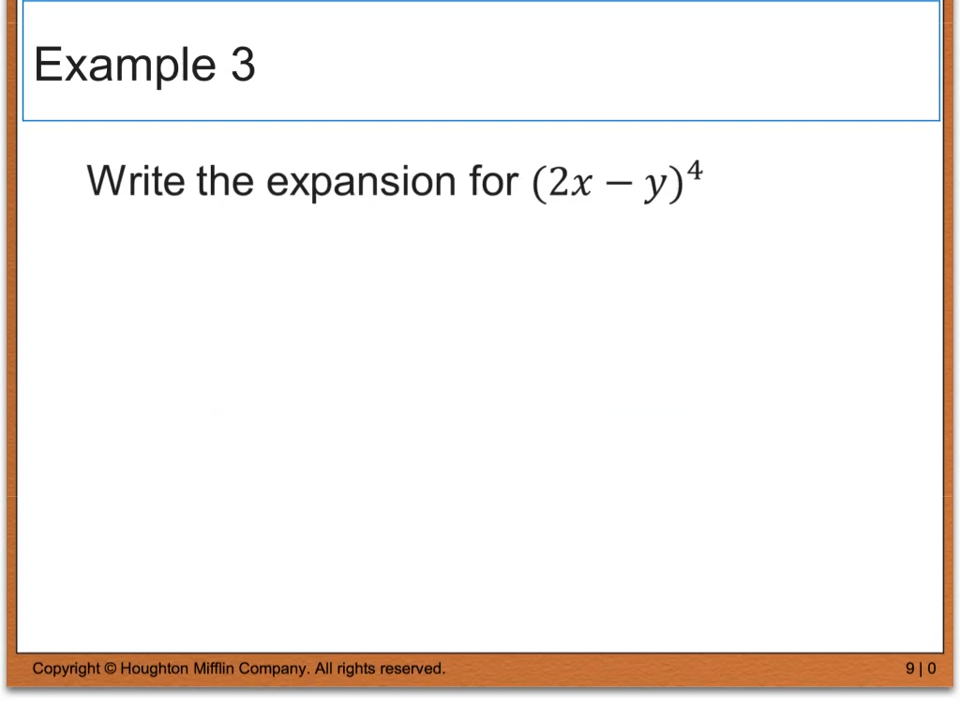 Example 3
Write the expansion for $(2x - y)^4$
Copyright © Houghton Mifflin Company. All rights reserved. 9 | 0